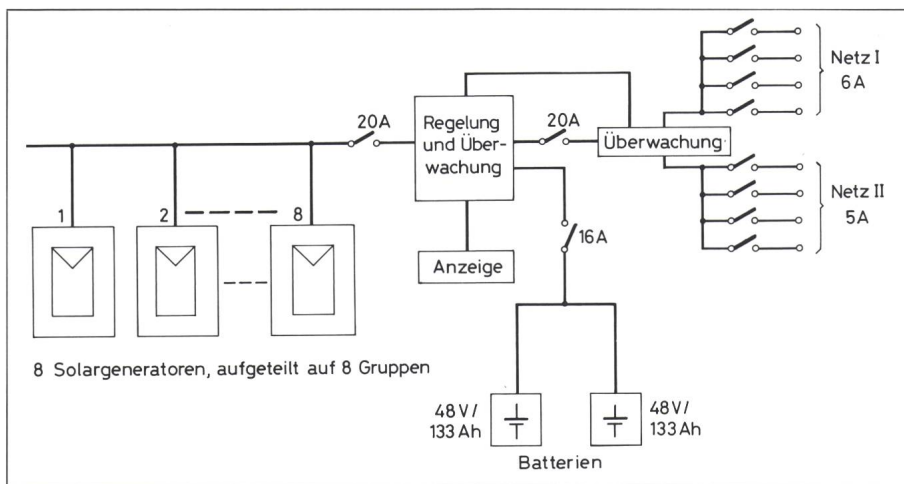 20A
Regelung
und Über-
wachung
20A
Überwachung
Netz I
6A
Netz II
5A
1
2
8
16A
Anzeige
8 Solargeneratoren, aufgeteilt auf 8 Gruppen
48V/
133Ah
48V/
133Ah
Batterien